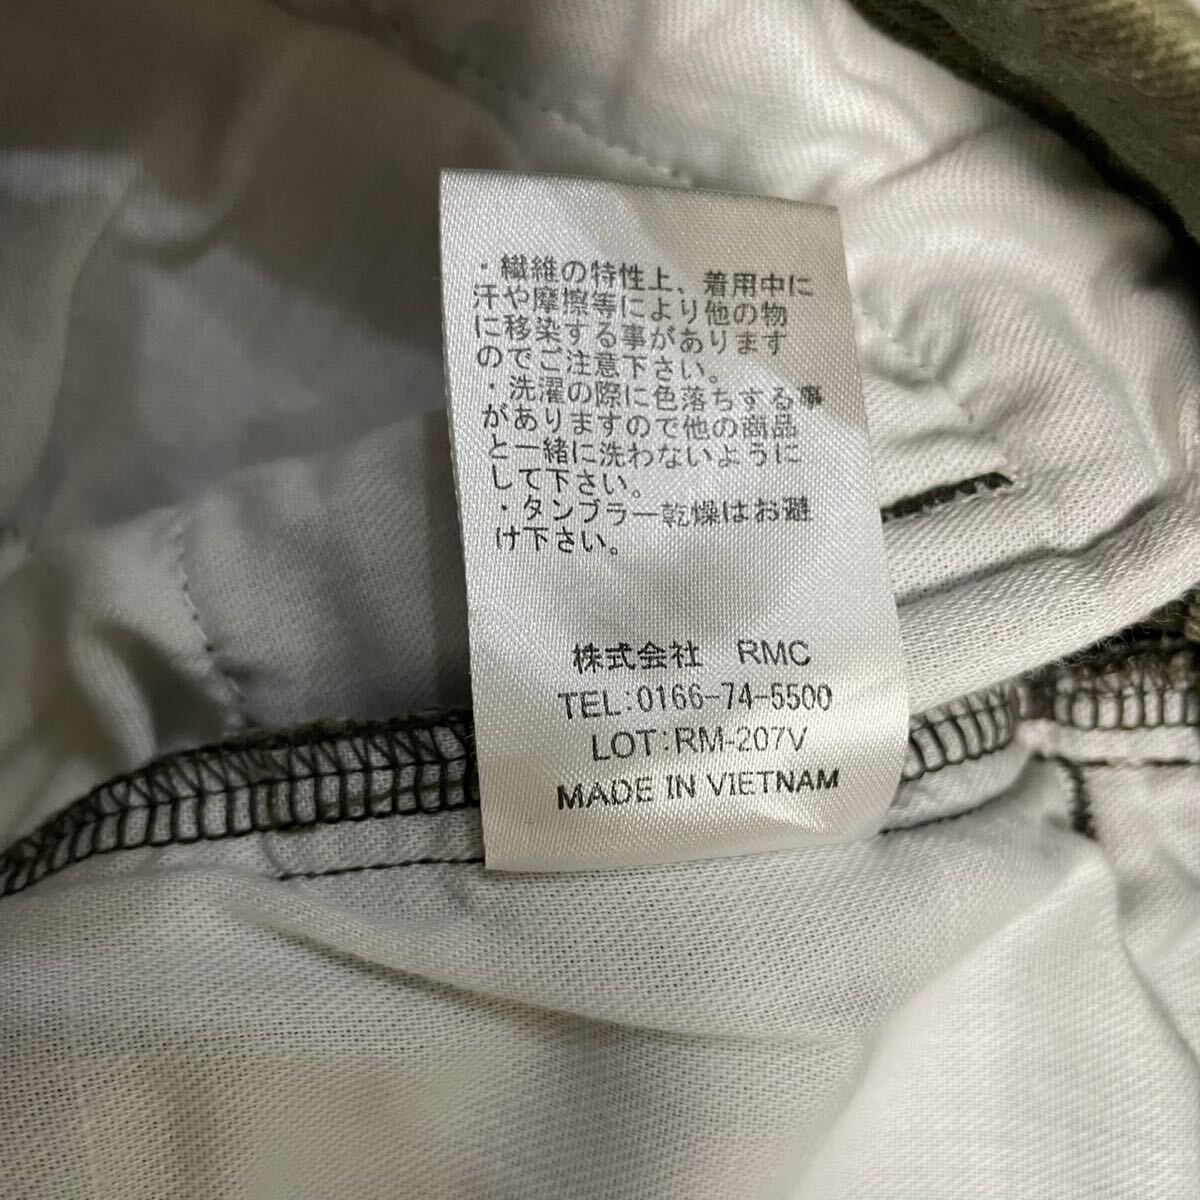 ・繊維の特性上、着用中に
汗や摩擦等により他の物
に移染する事があります
のでご注意下さい。
・洗濯の際に色落ちする事
がありますので他の商品
と一緒に洗わないように
して下さい。
・タンブラー乾燥はお避
け下さい。
株式会社 RMC
TEL:0166-74-5500
LOT:RM-207V
MADE IN VIETNAM